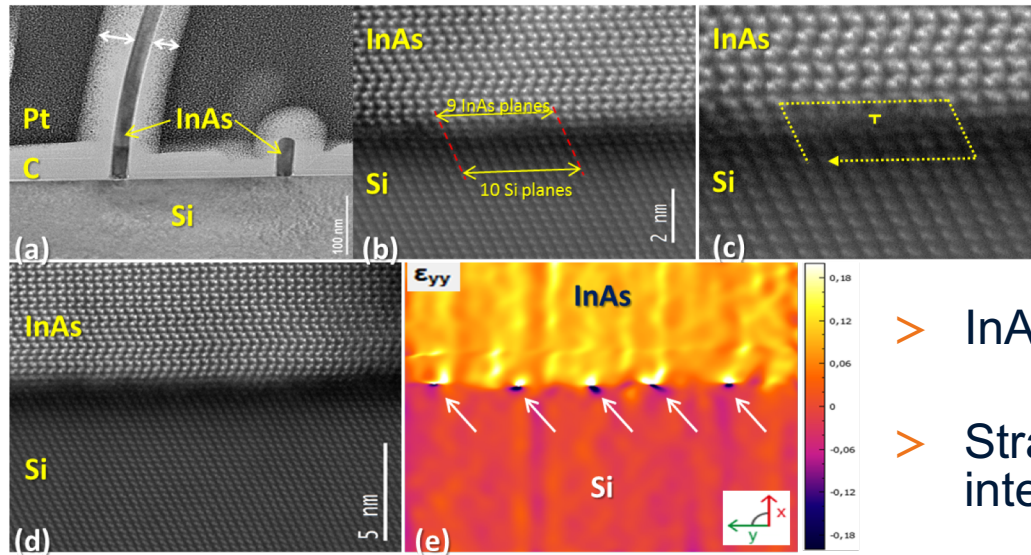 InAs
Pt
C
Si
100 nm
(a)
InAs
9 InAs planes
10 Si planes
Si
2 nm
(b)
InAs
Si
(c)
InAs
Si
5 nm
(d)
εyy
InAs
Si
x
y
(e)
0,18
0,12
0,06
0
-0,06
-0,12
-0,18
> InA
> Stra
inte